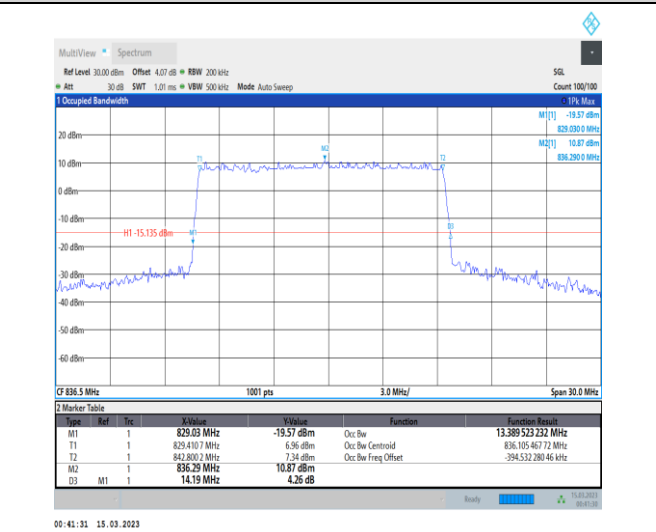 MultiView Spectrum
Ref Level 30.00 dBm Offset 4.07 dB RBW 200 kHz SGL
Att 30 dB SWT 1.01 ms VBW 500 kHz Mode Auto Sweep Count 100/100
1 Occupied Bandwidth 1Pk Max
M1[1] -19.57 dBm
829.0300 MHz
M2[1] 10.87 dBm
836.2900 MHz
20 dBm
M2
T1 T2
10 dBm
0 dBm
-10 dBm
H1 -15.135 dBm M1 D3
-20 dBm
-30 dBm
-40 dBm
-50 dBm
-60 dBm
CF 836.5 MHz 1001 pts 3.0 MHz/ Span 30.0 MHz
2 Marker Table
Type Ref Trc X-Value Y-Value Function Function Result
M1 1 829.03 MHz -19.57 dBm Occ Bw 13.389 523 232 MHz
T1 1 829.410 7 MHz 6.96 dBm Occ Bw Centroid 836.105 467 72 MHz
T2 1 842.800 2 MHz 7.34 dBm Occ Bw Freq Offset -394.532 280 46 kHz
M2 1 836.29 MHz 10.87 dBm
D3 M1 1 14.19 MHz 4.26 dB
Ready 15.03.2023
00:41:30
00:41:31 15.03.2023